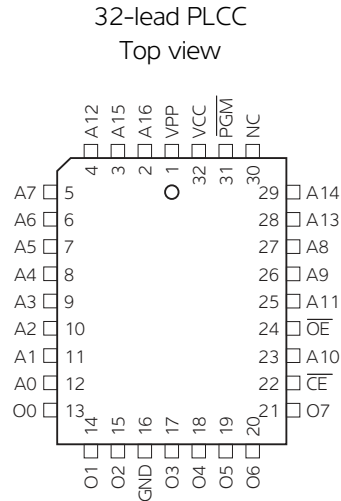 32-lead PLCC
Top view
A12 A15 A16 VPP VCC P̅G̅M̅ NC
4 3 2 1 32 31 30
A7 5 29 A14
A6 6 28 A13
A5 7 27 A8
A4 8 26 A9
A3 9 25 A11
A2 10 24 O̅E̅
A1 11 23 A10
A0 12 22 C̅E̅
O0 13 21 O7
14 15 16 17 18 19 20
O1 O2 GND O3 O4 O5 O6